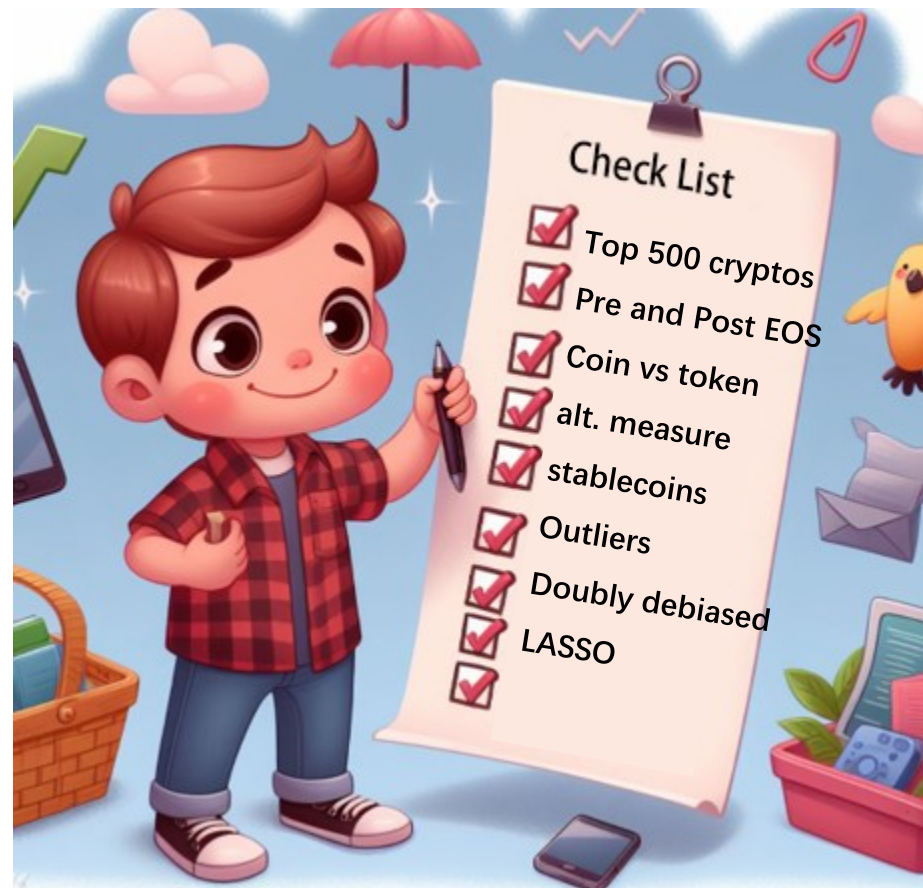 Check List
Top 500 cryptos
Pre and Post EOS
Coin vs token
alt. measure
stablecoins
Outliers
Doubly debiased
LASSO